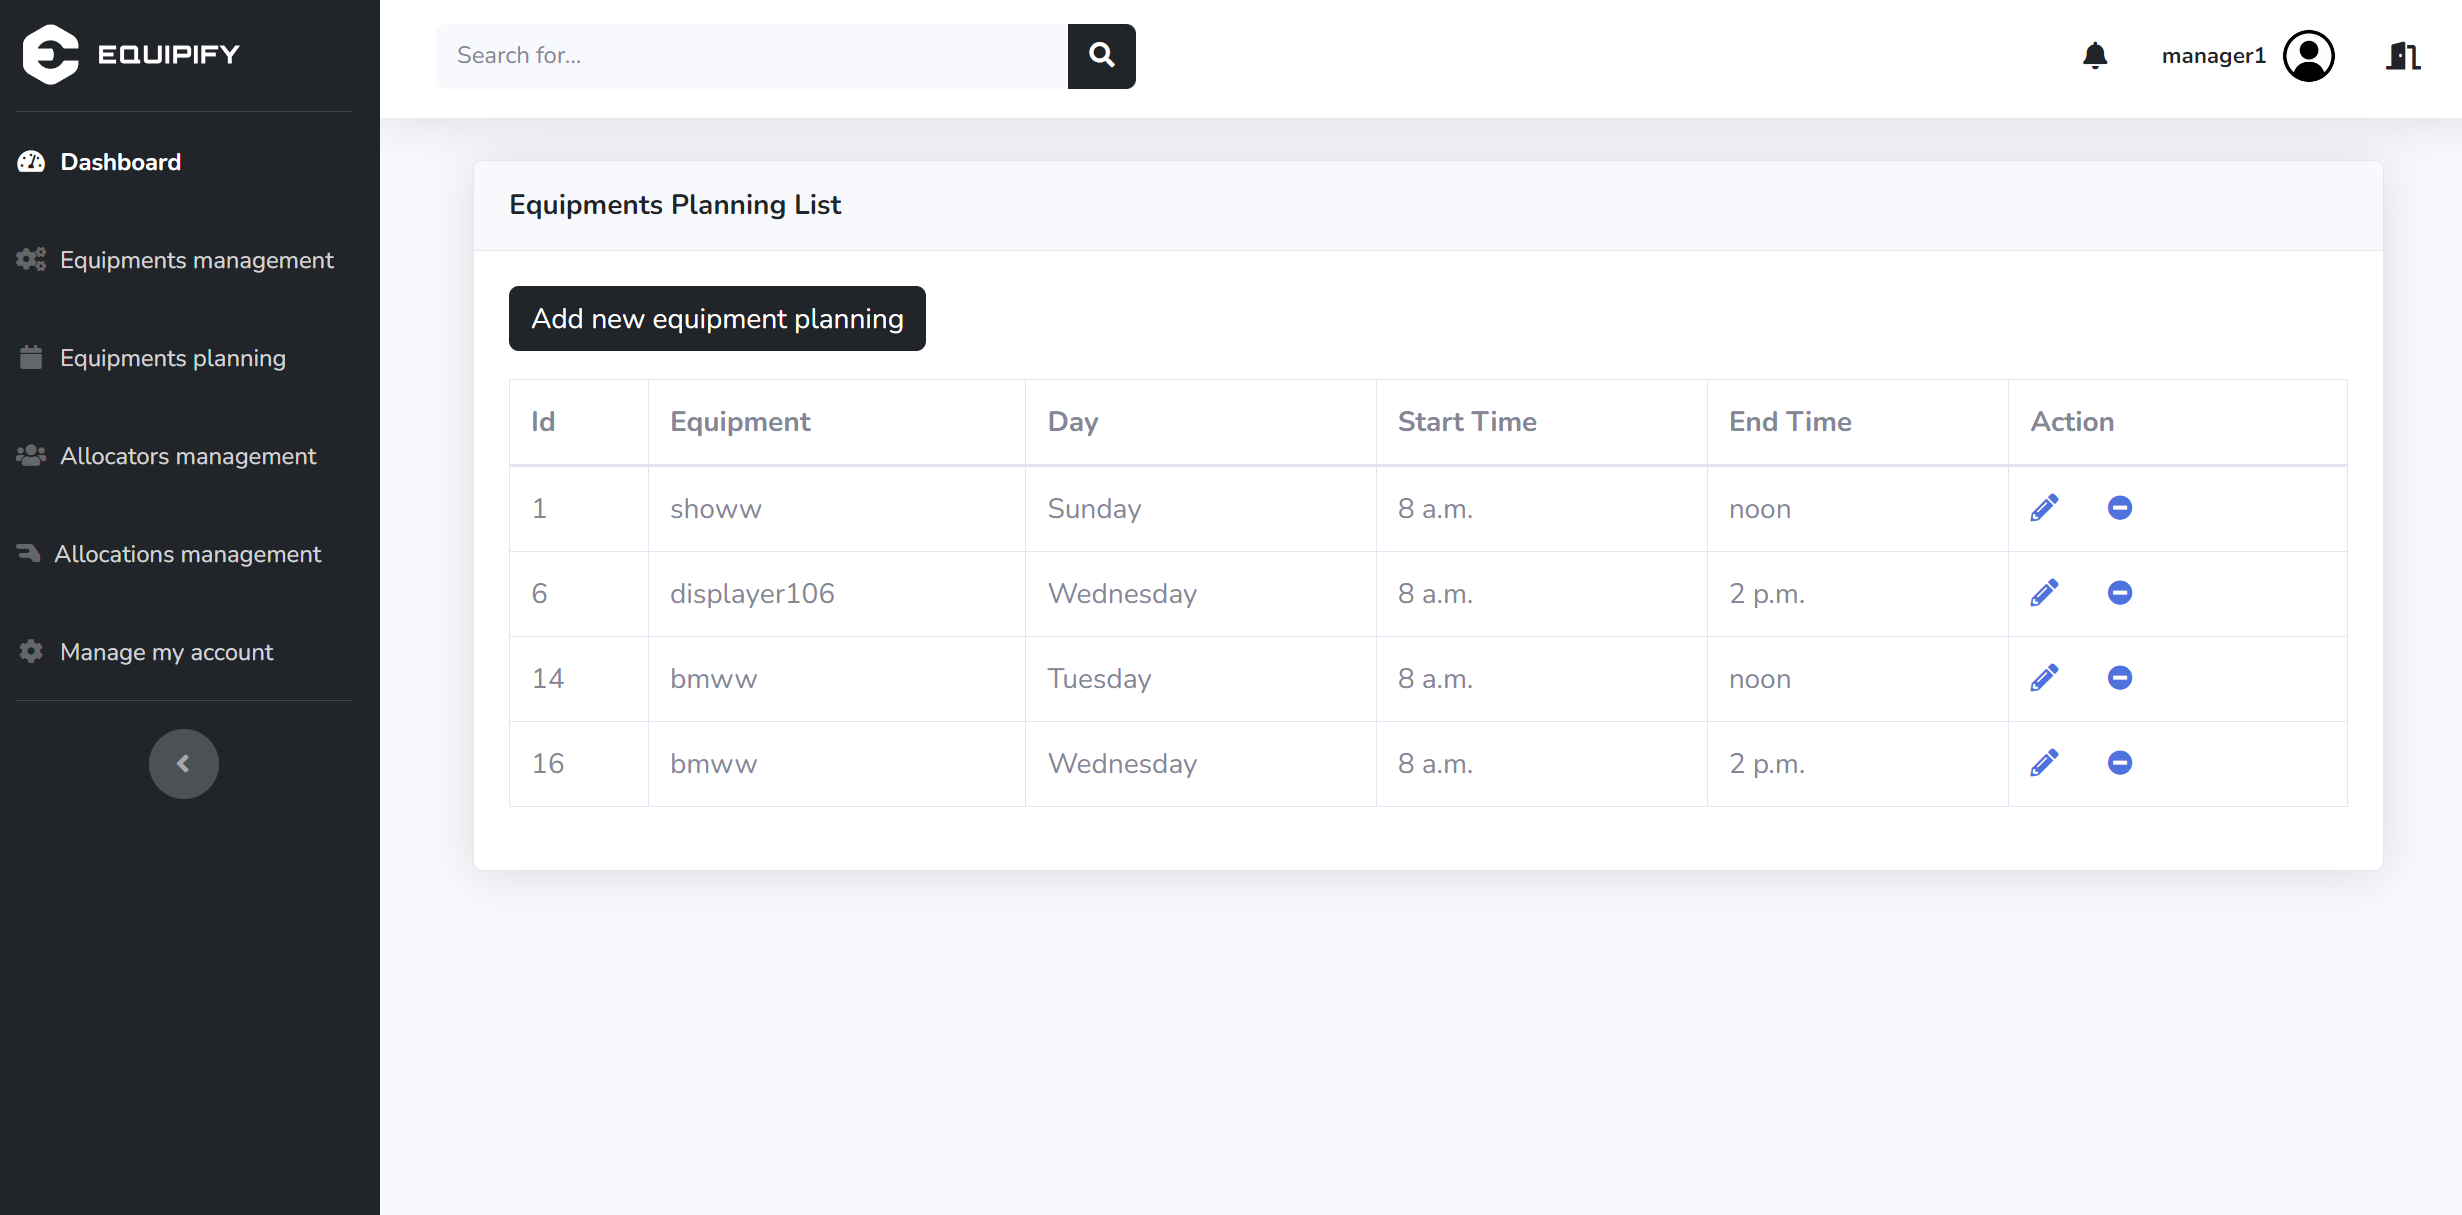 EQUIPIFY
Search for...
manager1
Dashboard
Equipments management
Equipments planning
Allocators management
Allocations management
Manage my account
Equipments Planning List
Add new equipment planning
Id Equipment Day Start Time End Time Action
1 showw Sunday 8 a.m. noon
6 displayer106 Wednesday 8 a.m. 2 p.m.
14 bmww Tuesday 8 a.m. noon
16 bmww Wednesday 8 a.m. 2 p.m.